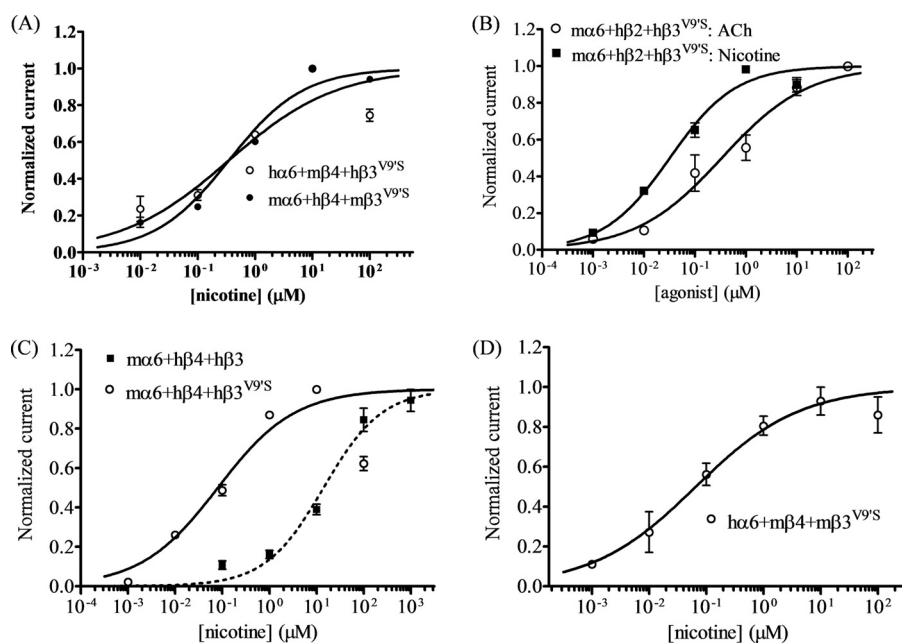 (A)
Normalized current
1.2
1.0
0.8
0.6
0.4
0.2
0.0
hα6+mβ4+hβ3V9'S
mα6+hβ4+mβ3V9'S
10-3 10-2 10-1 100 101 102
[nicotine] (μM)
(B)
mα6+hβ2+hβ3V9'S: ACh
mα6+hβ2+hβ3V9'S: Nicotine
Normalized current
1.2
1.0
0.8
0.6
0.4
0.2
0.0
10-4 10-3 10-2 10-1 100 101 102
[agonist] (μM)
(C)
mα6+hβ4+hβ3
mα6+hβ4+hβ3V9'S
Normalized current
1.2
1.0
0.8
0.6
0.4
0.2
0.0
10-3 10-2 10-1 100 101 102 103
[nicotine] (μM)
(D)
Normalized current
1.2
1.0
0.8
0.6
0.4
0.2
0.0
hα6+mβ4+mβ3V9'S
10-3 10-2 10-1 100 101 102
[nicotine] (μM)